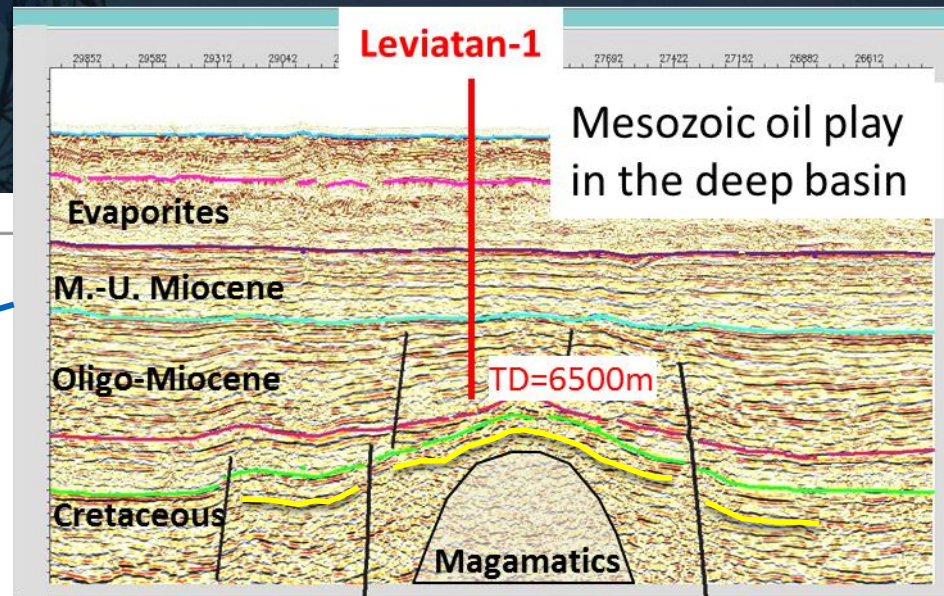 Leviatan-1
29852 29582 29312 29042 27692 27422 27152 26882 26612
Mesozoic oil play
in the deep basin
Evaporites
M.-U. Miocene
Oligo-Miocene
TD=6500m
Cretaceous
Magamatics